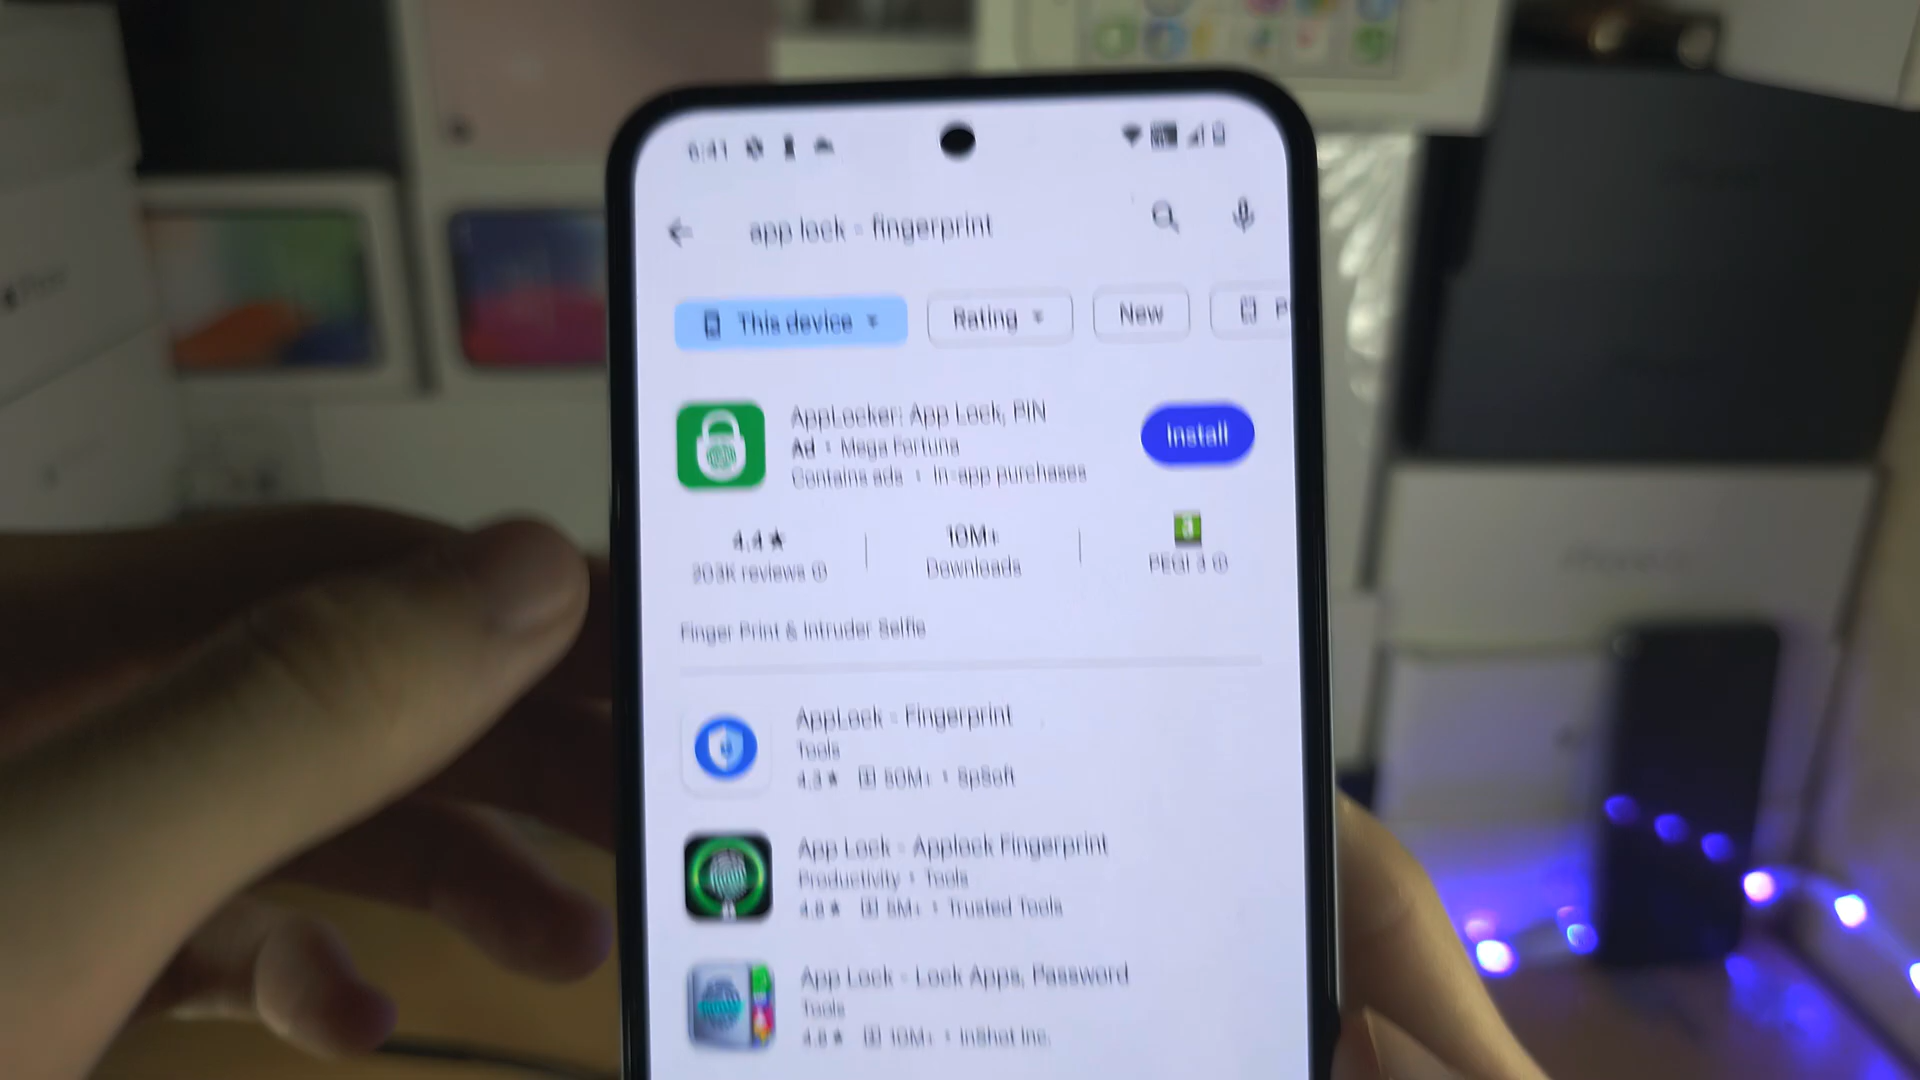 6:41
app lock - fingerprint
This device
Rating
New
P
AppLocker: App Lock, PIN
Ad • Mega Fortuna
Contains ads • In-app purchases
Install
4.4★
203K reviews
10M+
Downloads
3
PEGI 3
Finger Print & Intruder Selfie
AppLock - Fingerprint
Tools
4.3★ 50M+ • SpSoft
App Lock - Applock Fingerprint
Productivity • Tools
4.8★ 5M+ • Trusted Tools
App Lock - Lock Apps, Password
Tools
4.8★ 10M+ • InShot Inc.